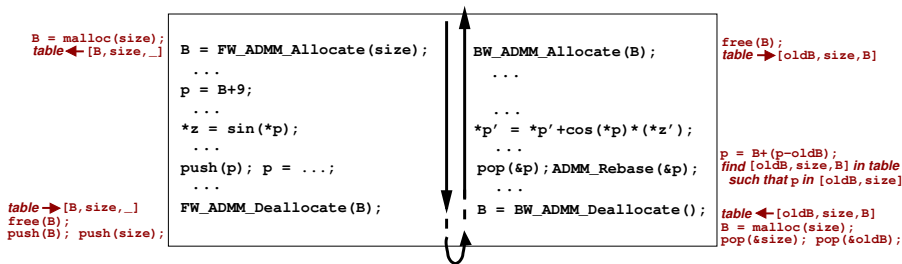 B = malloc(size);
table ← [B,size,_]
B = FW_ADMM_Allocate(size);
...
p = B+9;
...
*z = sin(*p);
...
push(p); p = ...;
...
FW_ADMM_Deallocate(B);
table → [B,size,_]
free(B);
push(B); push(size);
BW_ADMM_Allocate(B);
...
...
*p' = *p'+cos(*p)*(*z');
...
pop(&p);ADMM_Rebase(&p);
...
B = BW_ADMM_Deallocate();
free(B);
table → [oldB,size,B]
p = B+(p-oldB);
find [oldB,size,B] in table
such that p in [oldB,size]
table ← [oldB,size,B]
B = malloc(size);
pop(&size); pop(&oldB);